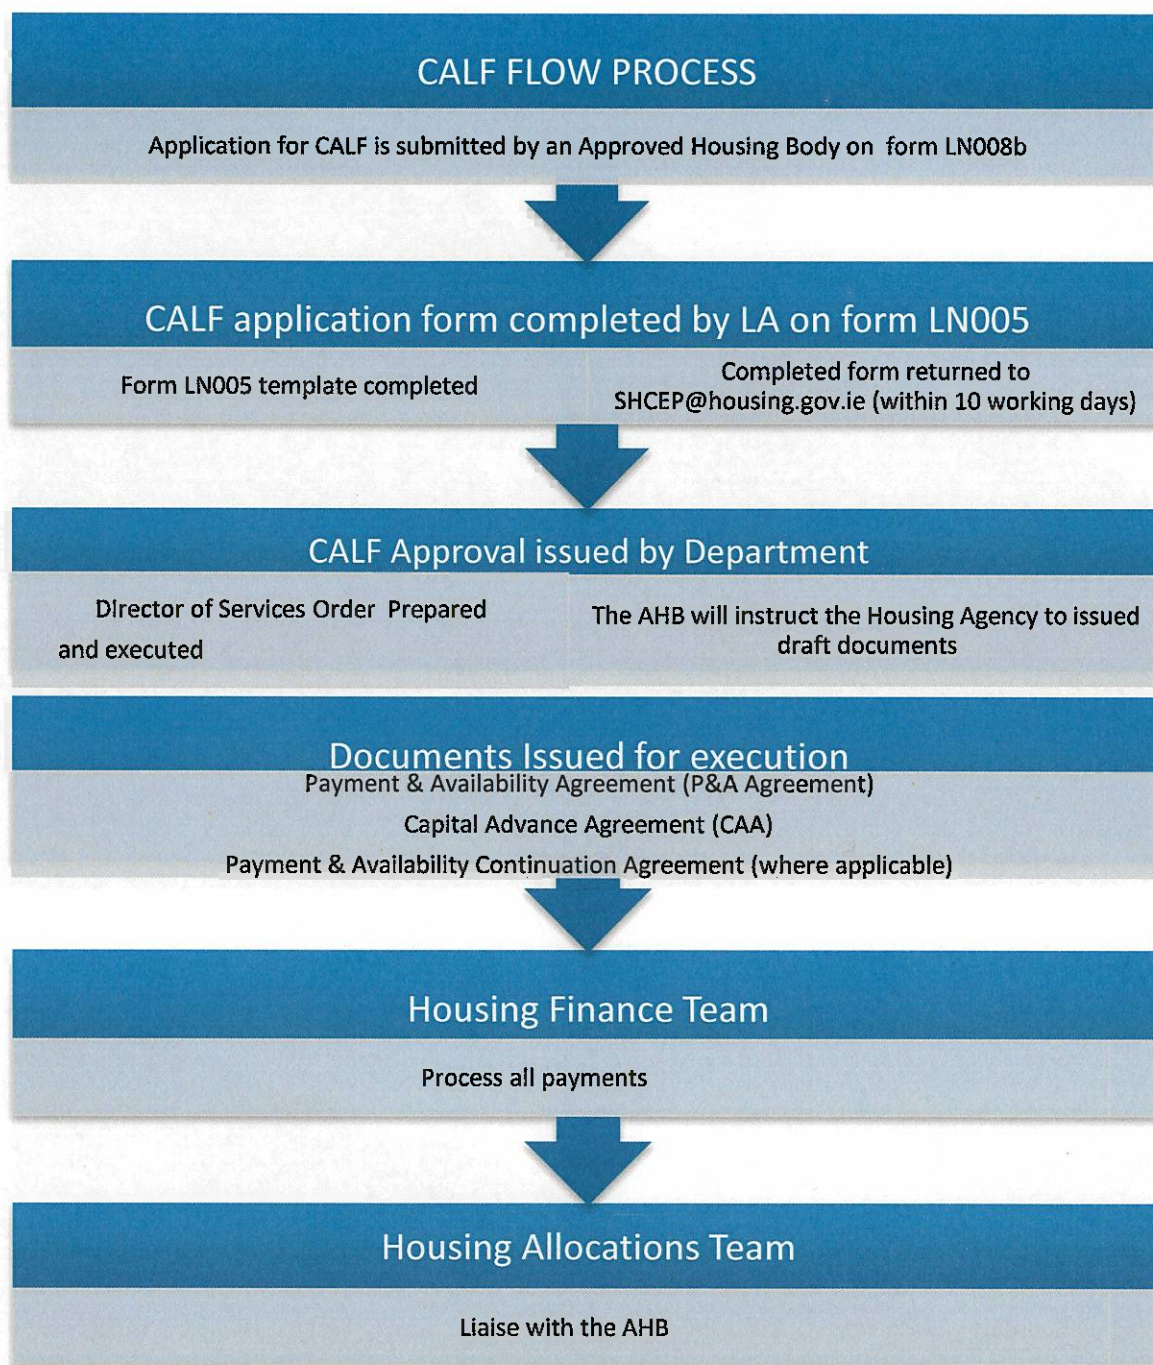 CALF FLOW PROCESS
Application for CALF is submitted by an Approved Housing Body on form LN008b
CALF application form completed by LA on form LN005
Form LN005 template completed
Completed form returned to
SHCEP@housing.gov.ie (within 10 working days)
CALF Approval issued by Department
Director of Services Order Prepared
and executed
The AHB will instruct the Housing Agency to issued
draft documents
Documents Issued for execution
Payment & Availability Agreement (P&A Agreement)
Capital Advance Agreement (CAA)
Payment & Availability Continuation Agreement (where applicable)
Housing Finance Team
Process all payments
Housing Allocations Team
Liaise with the AHB